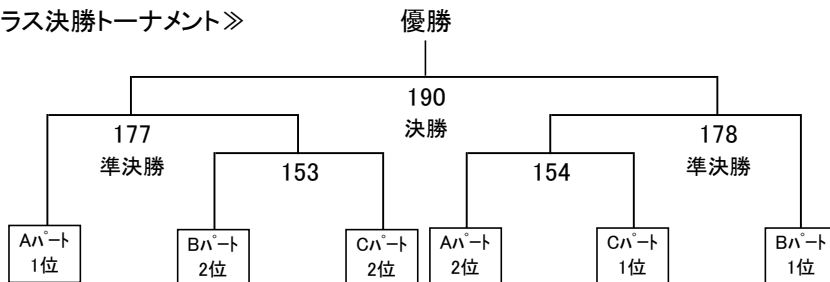 ラス決勝トーナメント≫
優勝
190
決勝
177
準決勝
178
準決勝
153
154
Aﾊﾟｰﾄ
1位
Bﾊﾟｰﾄ
2位
Cﾊﾟｰﾄ
2位
Aﾊﾟｰﾄ
2位
Cﾊﾟｰﾄ
1位
Bﾊﾟｰﾄ
1位